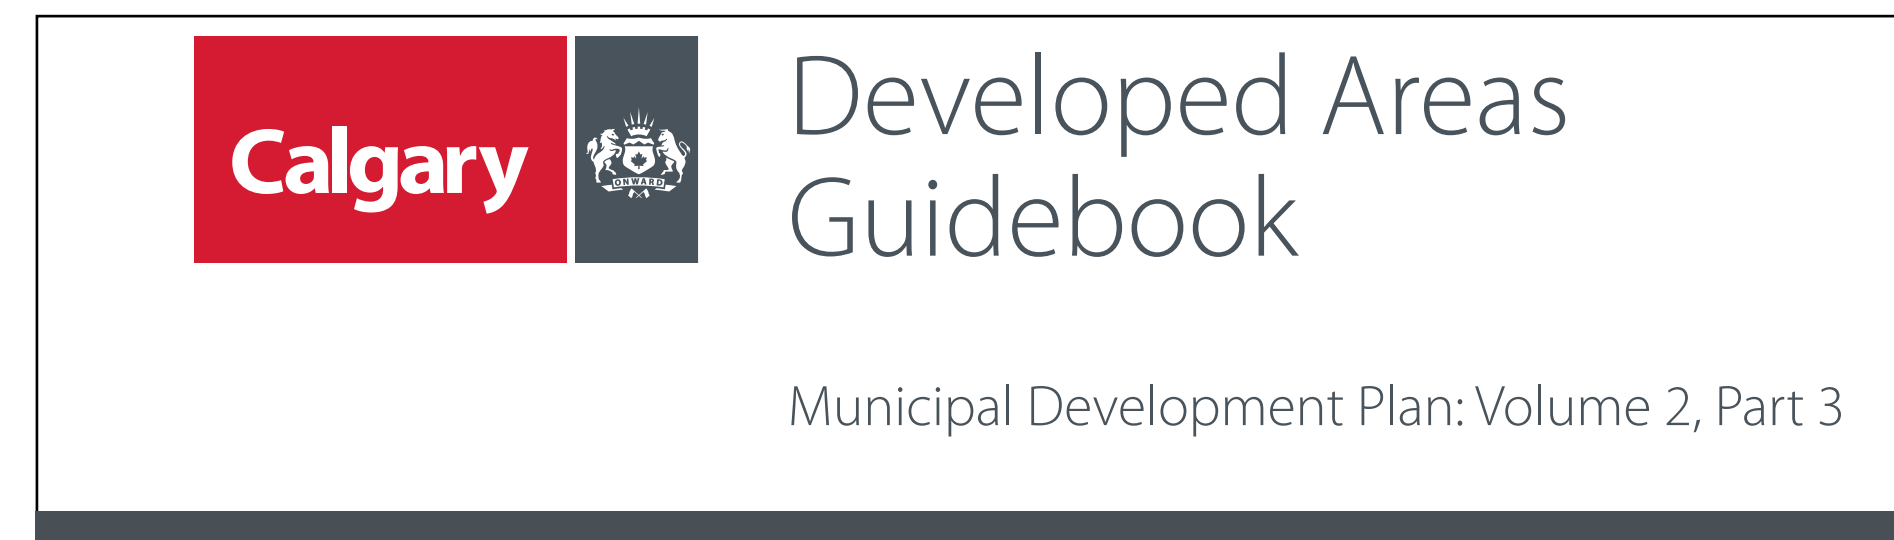 Calgary
ONWARD
Developed Areas
Guidebook
Municipal Development Plan: Volume 2, Part 3